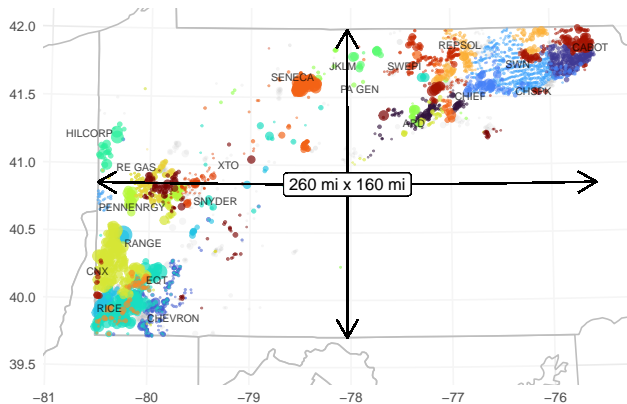 42.0
41.5
41.0
40.5
40.0
39.5
REPSOL
CABOT
JKLM
SWEPI
SWN
SENECA
PA GEN
CHIEF
CHSPK
ARD
HILCORP
RE GAS
XTO
260 mi x 160 mi
PENNENRGY
SNYDER
RANGE
CNX
EQT
RICE
CHEVRON
−81
−80
−79
−78
−77
−76